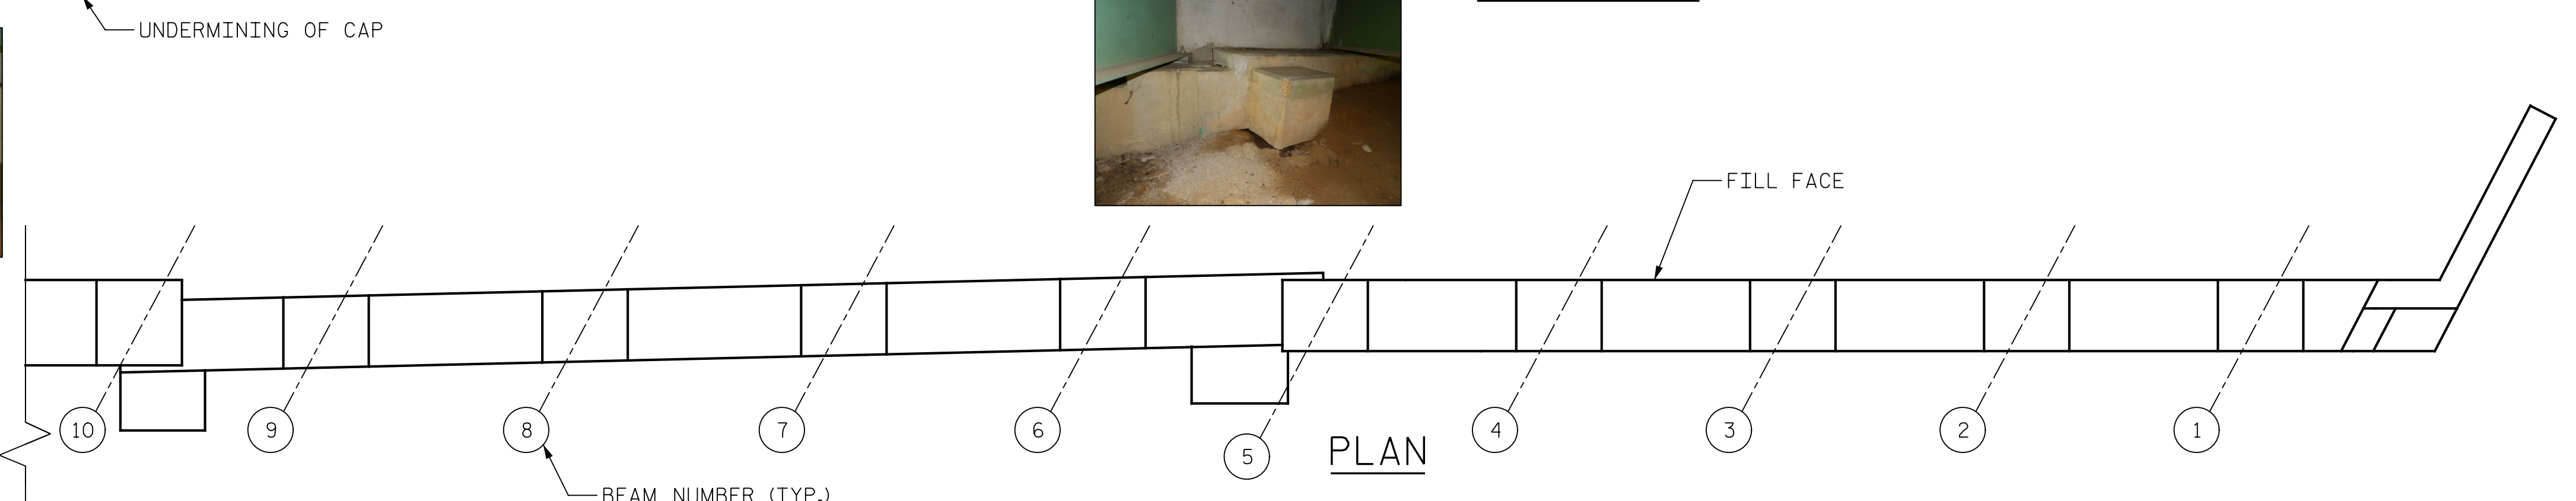 UNDERMINING OF CAP
FILL FACE
10
9
8
7
6
5
4
3
2
1
PLAN
BEAM NUMBER (TYP.)